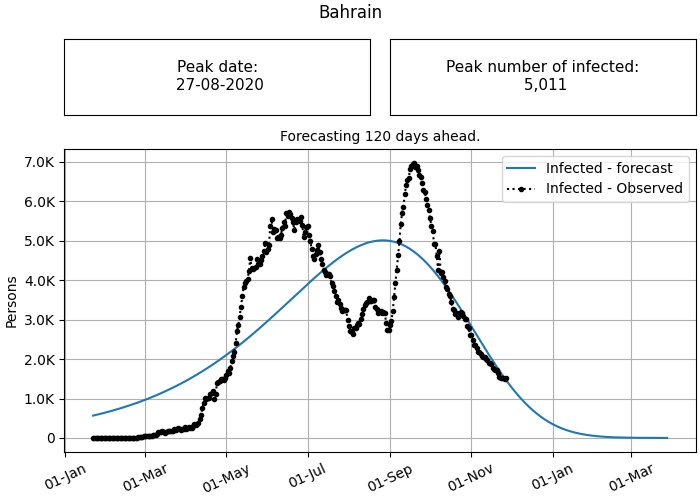 Bahrain
Peak date:
27-08-2020
Peak number of infected:
5,011
Forecasting 120 days ahead.
7.0K
6.0K
5.0K
4.0K
3.0K
2.0K
1.0K
0
Persons
Infected - forecast
Infected - Observed
01-Jan
01-Mar
01-May
01-Jul
01-Sep
01-Nov
01-Jan
01-Mar